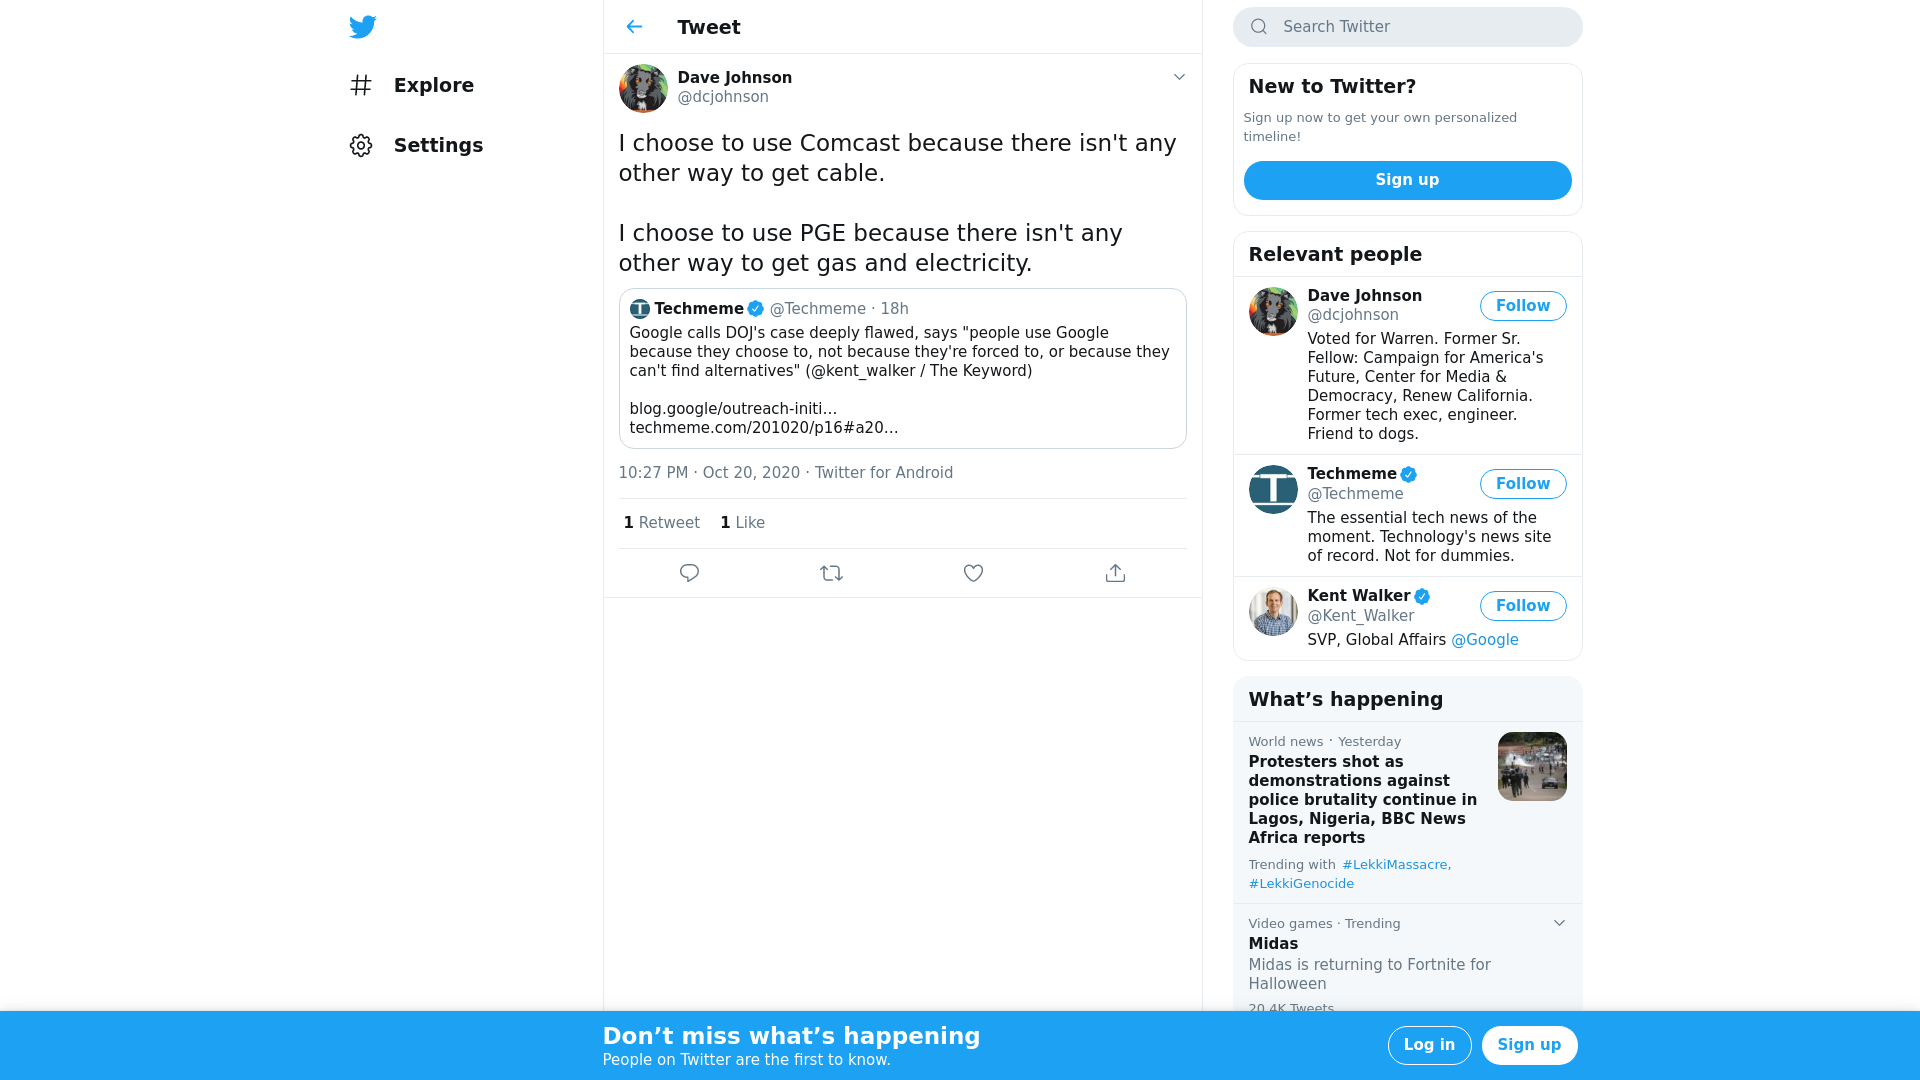 Explore
Settings
Tweet
Dave Johnson
@dcjohnson
I choose to use Comcast because there isn't any
other way to get cable.
I choose to use PGE because there isn't any
other way to get gas and electricity.
Techmeme @Techmeme · 18h
Google calls DOJ's case deeply flawed, says "people use Google
because they choose to, not because they're forced to, or because they
can't find alternatives" (@kent_walker / The Keyword)
blog.google/outreach-initi…
techmeme.com/201020/p16#a20…
10:27 PM · Oct 20, 2020 · Twitter for Android
1 Retweet 1 Like
Search Twitter
New to Twitter?
Sign up now to get your own personalized
timeline!
Sign up
Relevant people
Dave Johnson
@dcjohnson
Follow
Voted for Warren. Former Sr.
Fellow: Campaign for America's
Future, Center for Media &
Democracy, Renew California.
Former tech exec, engineer.
Friend to dogs.
Techmeme
@Techmeme
Follow
The essential tech news of the
moment. Technology's news site
of record. Not for dummies.
Kent Walker
@Kent_Walker
Follow
SVP, Global Affairs @Google
What’s happening
World news · Yesterday
Protesters shot as
demonstrations against
police brutality continue in
Lagos, Nigeria, BBC News
Africa reports
Trending with #LekkiMassacre,
#LekkiGenocide
Video games · Trending
Midas
Midas is returning to Fortnite for
Halloween
20.4K Tweets
Don’t miss what’s happening
People on Twitter are the first to know.
Log in
Sign up